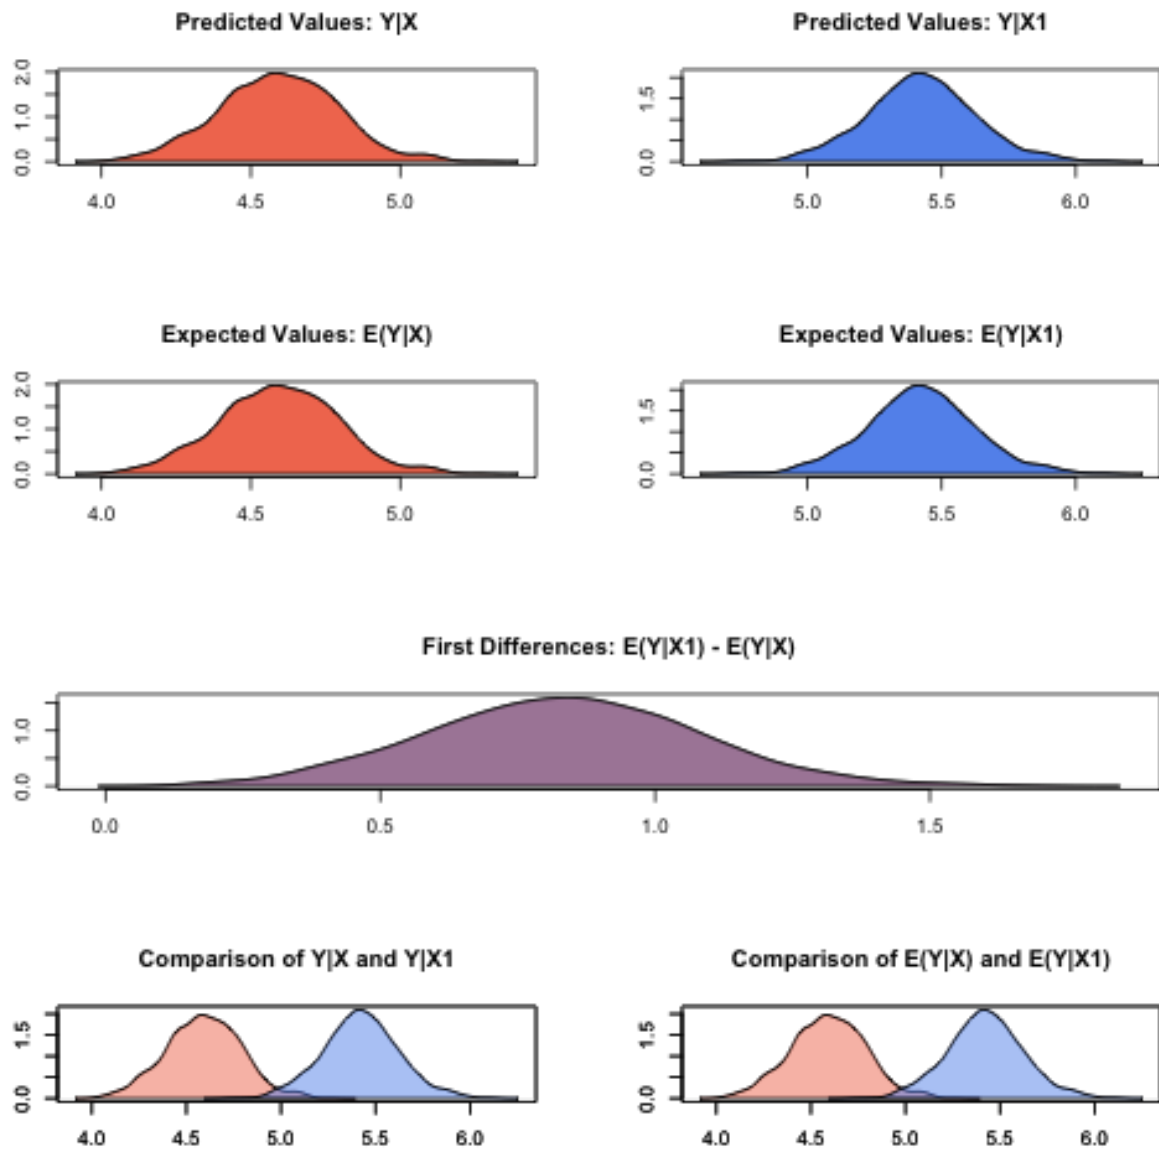 Predicted Values: Y|X
0.0 1.0 2.0
4.0 4.5 5.0
Predicted Values: Y|X1
0.0 1.5
5.0 5.5 6.0
Expected Values: E(Y|X)
0.0 1.0 2.0
4.0 4.5 5.0
Expected Values: E(Y|X1)
0.0 1.5
5.0 5.5 6.0
First Differences: E(Y|X1) - E(Y|X)
0.0 1.0
0.0 0.5 1.0 1.5
Comparison of Y|X and Y|X1
0.0 1.5
4.0 4.5 5.0 5.5 6.0
Comparison of E(Y|X) and E(Y|X1)
0.0 1.5
4.0 4.5 5.0 5.5 6.0